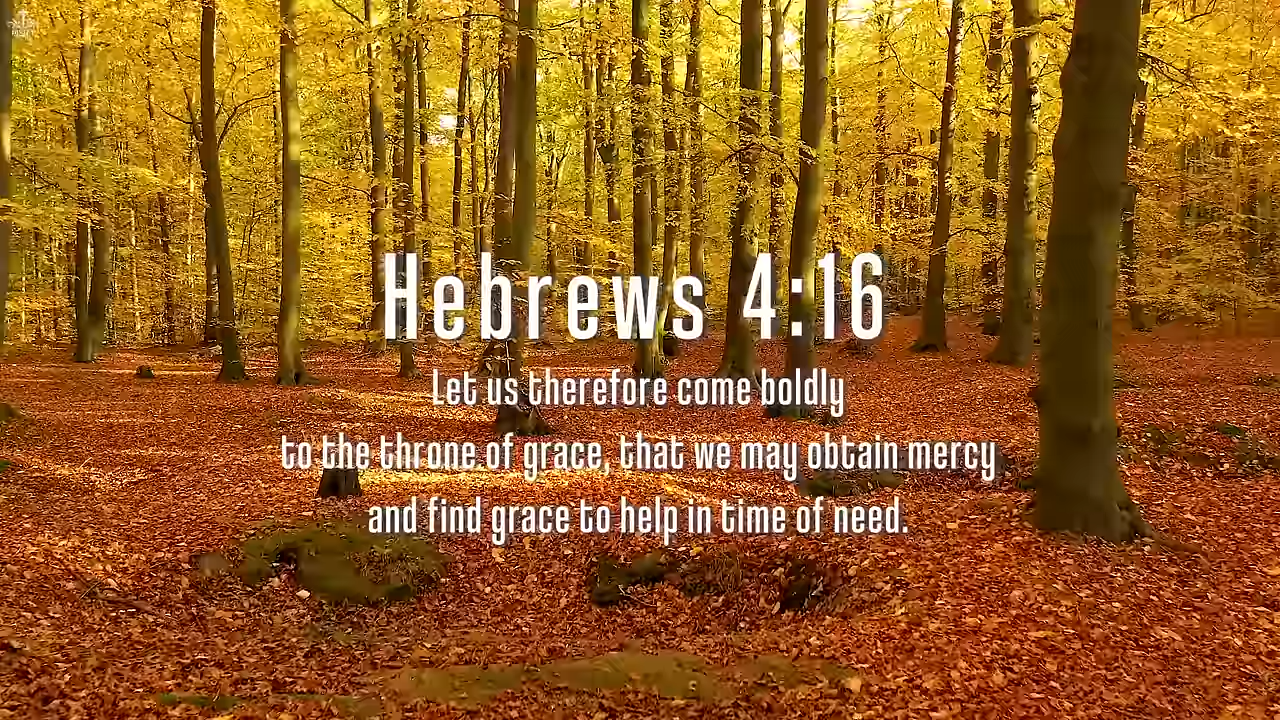 Hebrews 4:16
Let us therefore come boldly
to the throne of grace, that we may obtain mercy
and find grace to help in time of need.